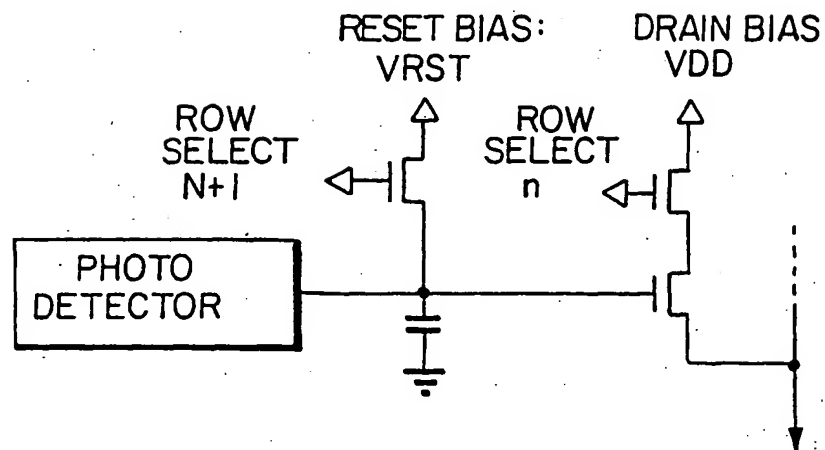 RESET BIAS:
VRST
DRAIN BIAS
VDD
ROW
SELECT
N+1
ROW
SELECT
n
PHOTO
DETECTOR